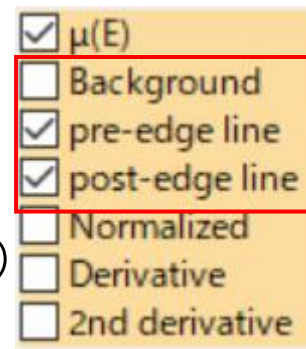 μ(E)
Background
pre-edge line
post-edge line
Normalized
)
Derivative
2nd derivative